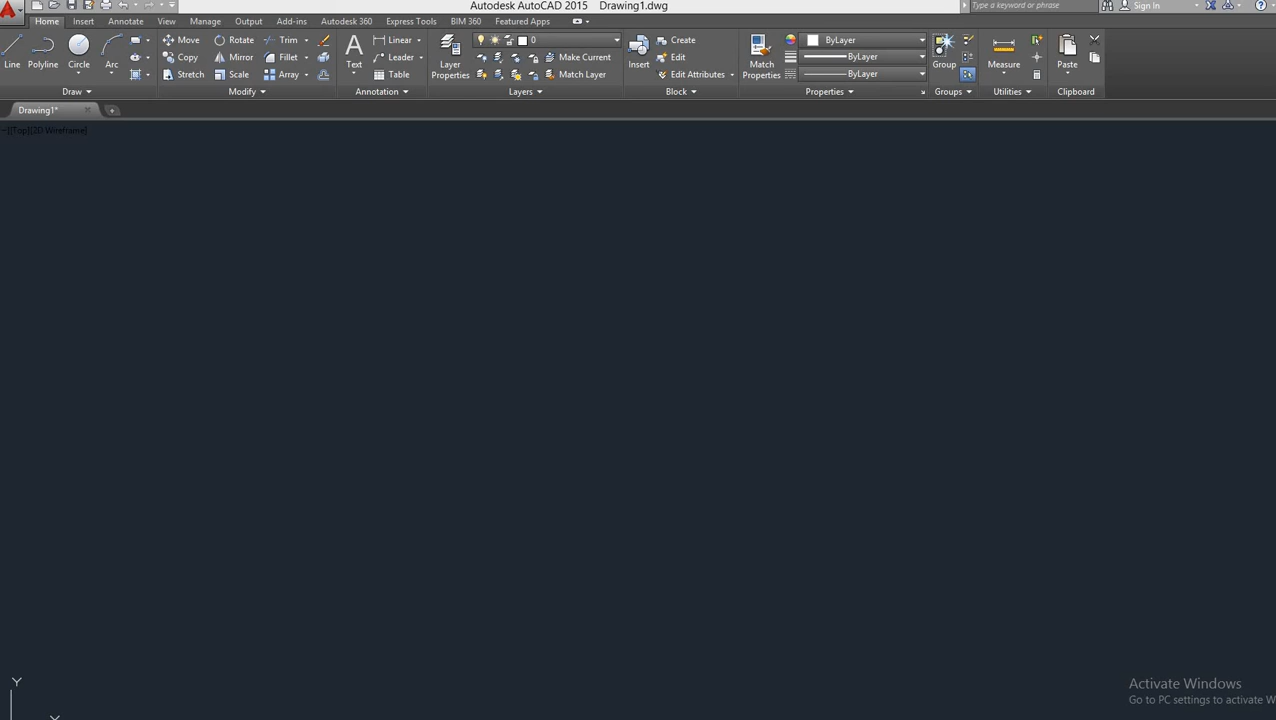 Autodesk AutoCAD 2015 Drawing1.dwg
Type a keyword or phrase
Sign In
Home Insert Annotate View Manage Output Add-ins Autodesk 360 Express Tools BIM 360 Featured Apps
Line
Polyline
Circle
Arc
Draw
Move Rotate Trim
Copy Mirror Fillet
Stretch Scale Array
Modify
Text
Linear
Leader
Table
Annotation
Layer
Properties
0
Make Current
Match Layer
Layers
Insert
Create
Edit
Edit Attributes
Block
Match
Properties
ByLayer
ByLayer
ByLayer
Properties
Group
Groups
Measure
Utilities
Paste
Clipboard
Drawing1*
−][Top][2D Wireframe]
Y
X
Activate Windows
Go to PC settings to activate W